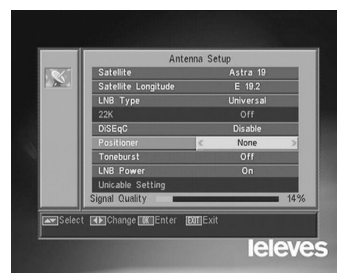 Antenna Setup
Satellite Astra 19
Satellite Longitude E 19.2
LNB Type Universal
22K Off
DiSEqC Disable
Positioner < None >
Toneburst Off
LNB Power On
Unicable Setting
Signal Quality 14%
Select Change OK Enter EXIT Exit
televes